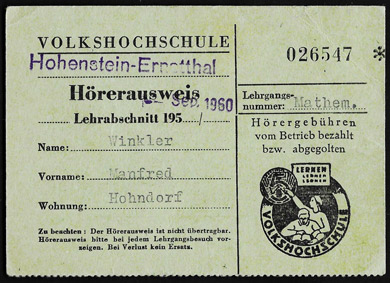 VOLKSHOCHSCHULE
Hohenstein-Ernstthal
Hörerausweis
Sep. 1960
Lehrabschnitt 195 /
Name: Winkler
Vorname: Manfred
Wohnung: Hohndorf
Zu beachten: Der Hörerausweis ist nicht übertragbar.
Hörerausweis bitte bei jedem Lehrgangsbesuch vor-
zeigen. Bei Verlust kein Ersatz.
026547 *
Lehrgangs-
nummer: Mathem.
Hörergebühren
vom Betrieb bezahlt
bzw. abgegolten
LERNEN
LERNEN
LERNEN
VOLKSHOCHSCHULE